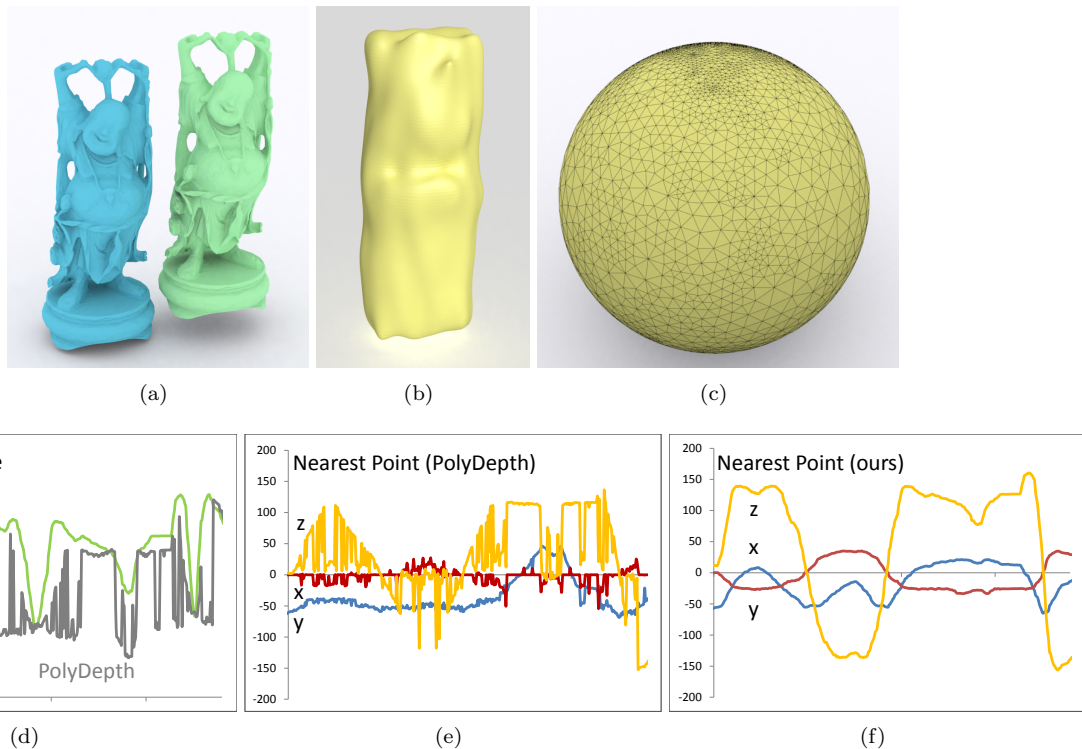 (a)
(b)
(c)
e
PolyDepth
(d)
Nearest Point (PolyDepth)
200
150
100
50
0
-50
-100
-150
-200
z
x
y
(e)
Nearest Point (ours)
200
150
100
50
0
-50
-100
-150
-200
z
x
y
(f)